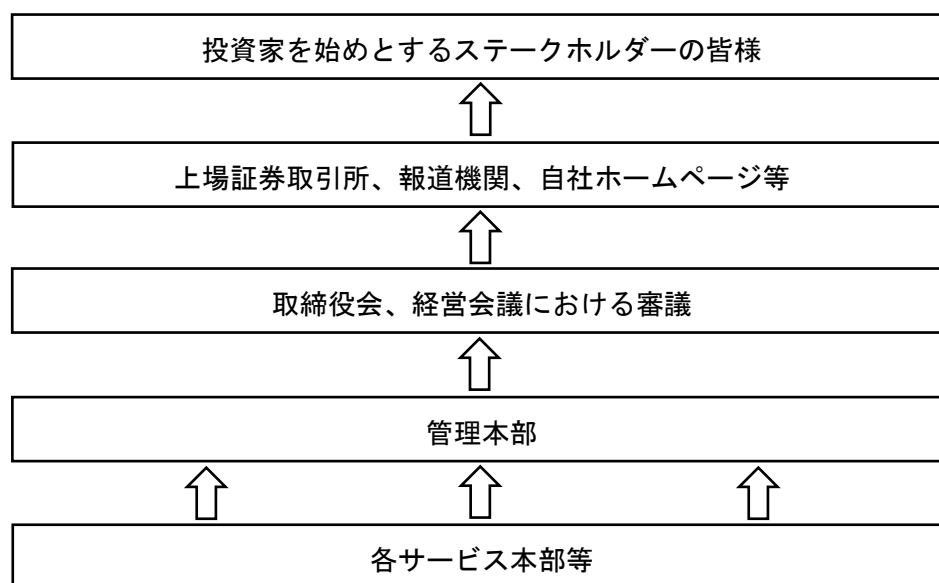 投資家を始めとするステークホルダーの皆様
上場証券取引所、報道機関、自社ホームページ等
取締役会、経営会議における審議
管理本部
各サービス本部等